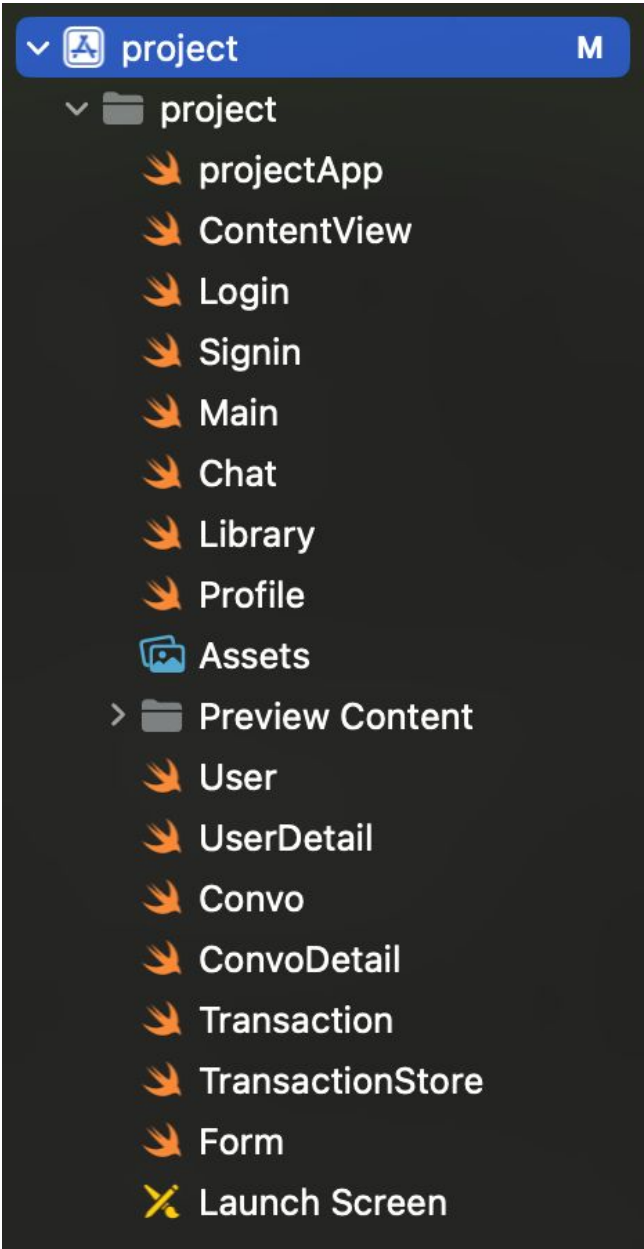 project M
project
projectApp
ContentView
Login
Signin
Main
Chat
Library
Profile
Assets
Preview Content
User
UserDetail
Convo
ConvoDetail
Transaction
TransactionStore
Form
Launch Screen